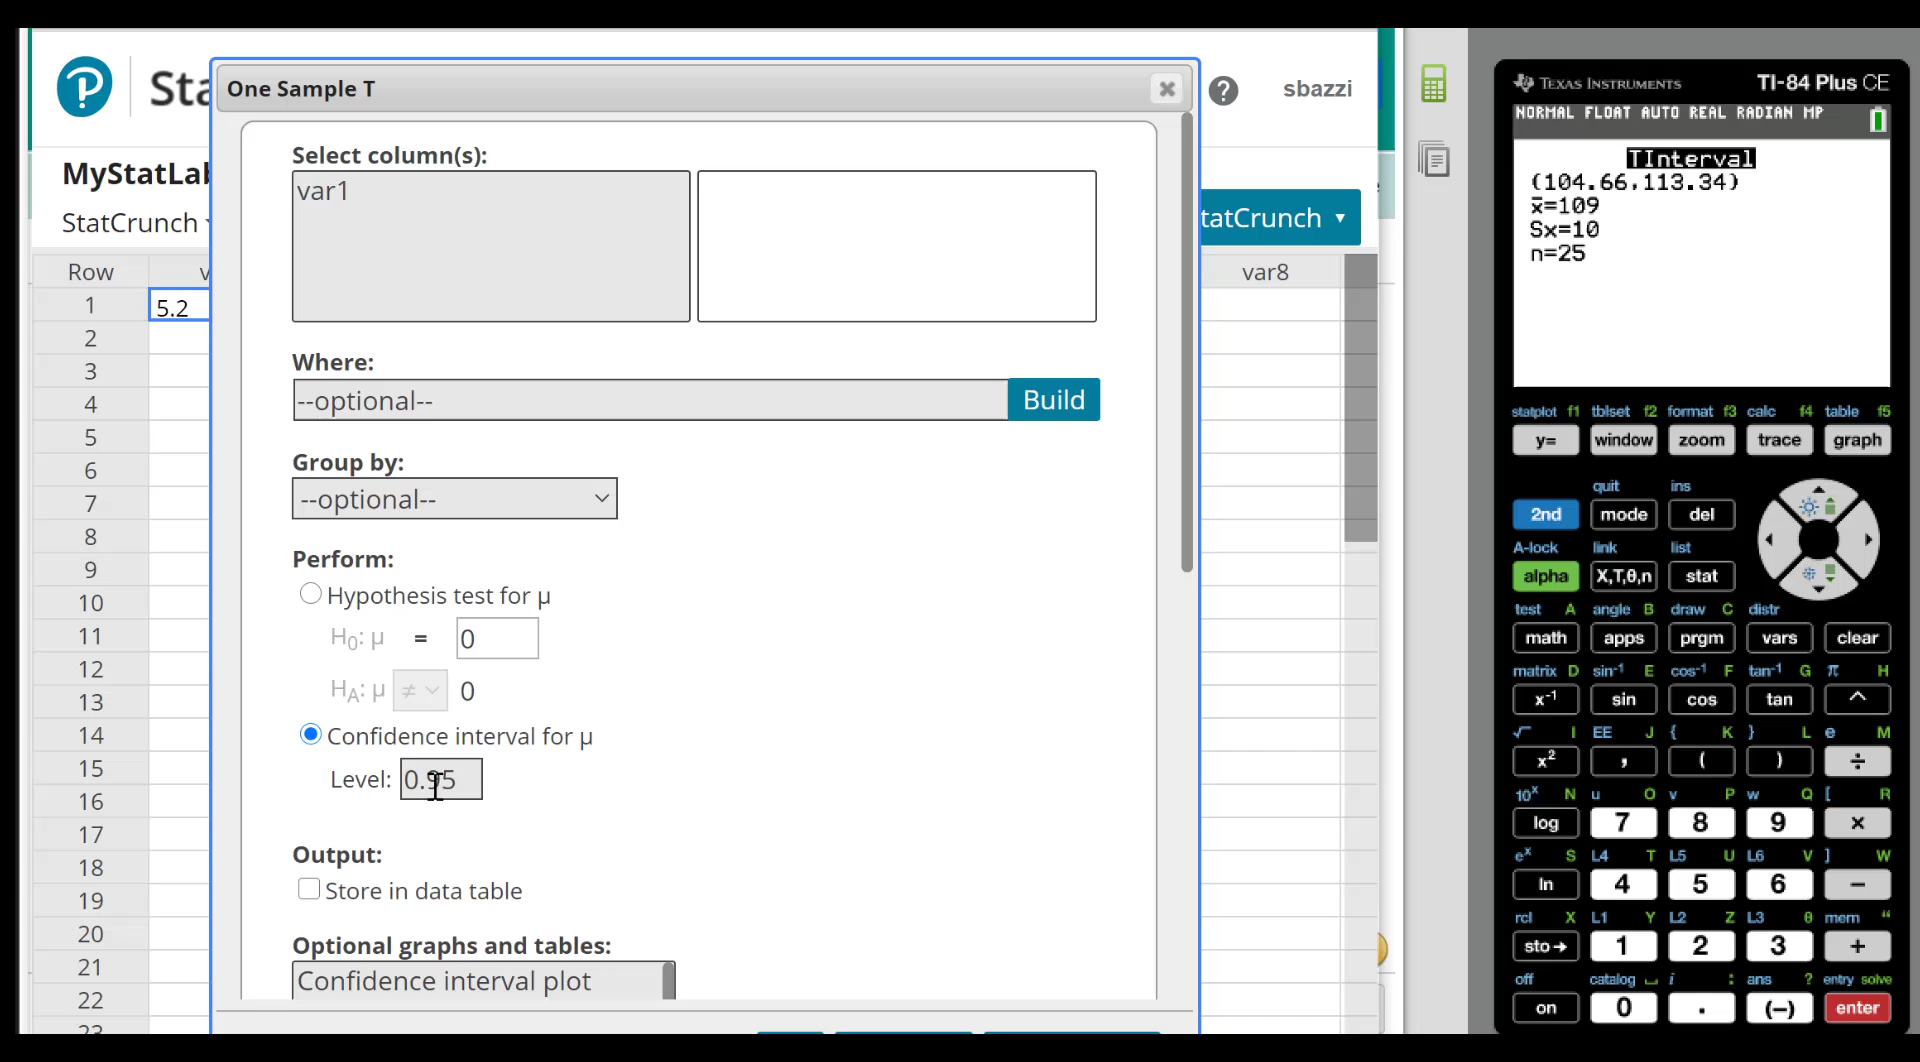 Sta
sbazzi
MyStatLab
StatCrunch
tatCrunch
Row
var8
1
5.2
2
3
4
5
6
7
8
9
10
11
12
13
14
15
16
17
18
19
20
21
22
23
One Sample T
Select column(s):
var1
Where:
--optional--
Build
Group by:
--optional--
Perform:
Hypothesis test for μ
H0: μ = 0
HA: μ ≠ 0
Confidence interval for μ
Level: 0.95
Output:
Store in data table
Optional graphs and tables:
Confidence interval plot
TEXAS INSTRUMENTS TI-84 Plus CE
NORMAL FLOAT AUTO REAL RADIAN MP
TInterval
(104.66,113.34)
x̄=109
Sx=10
n=25
statplot f1 tblset f2 format f3 calc f4 table f5
y= window zoom trace graph
quit ins
2nd mode del
A-lock link list
alpha X,T,θ,n stat
test A angle B draw C distr
math apps prgm vars clear
matrix D sin⁻¹ E cos⁻¹ F tan⁻¹ G π H
x⁻¹ sin cos tan ^
√ I EE J { K } L e M
x² , ( ) ÷
10ˣ N u O v P w Q [ R
log 7 8 9 ×
eˣ S L4 T L5 U L6 V ] W
ln 4 5 6 −
rcl X L1 Y L2 Z L3 θ mem "
sto→ 1 2 3 +
off catalog ⎵ i : ans ? entry solve
on 0 . (−) enter